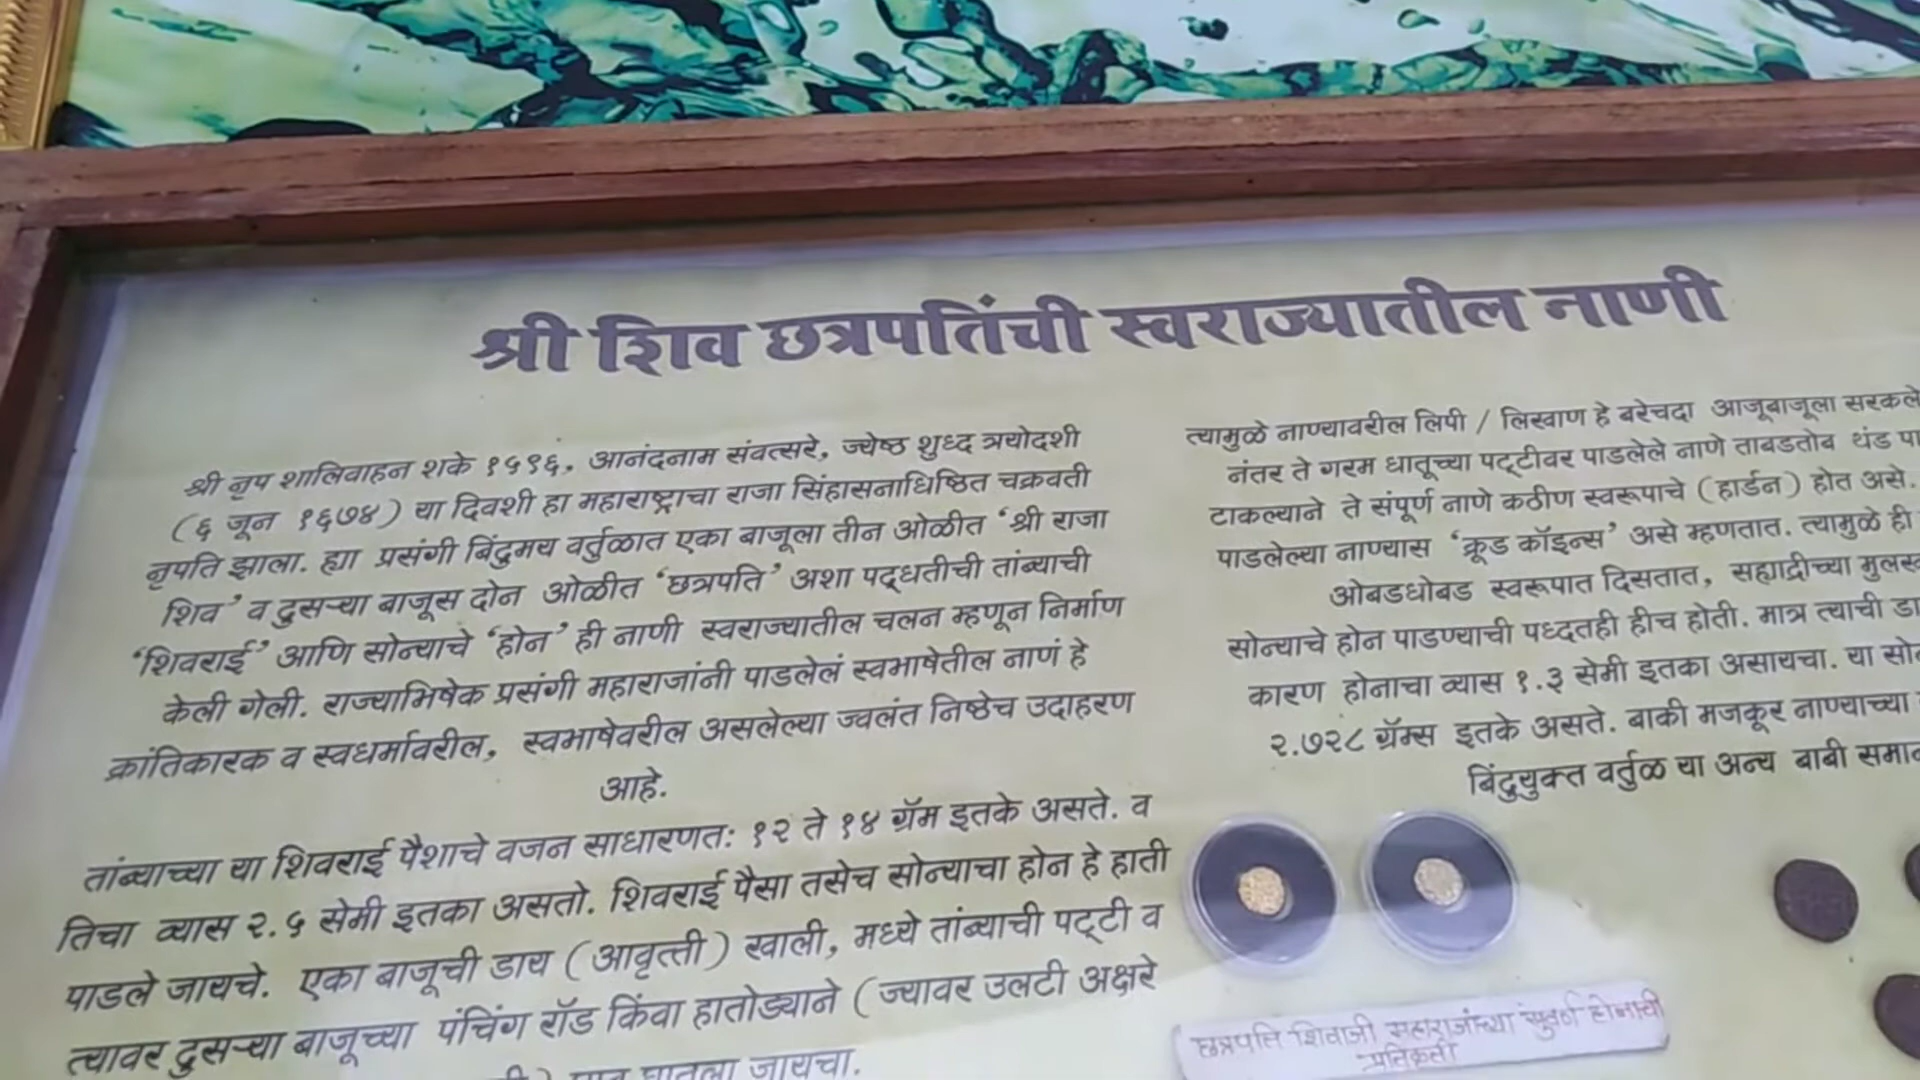 श्री शिव छत्रपतिंची स्वराज्यातील नाणी
श्री नृप शालिवाहन शके १५९६, आनंदनाम संवत्सरे, ज्येष्ठ शुध्द त्रयोदशी
(६ जून १६७४) या दिवशी हा महाराष्ट्राचा राजा सिंहासनाधिष्ठित चक्रवती
नृपति झाला. ह्या प्रसंगी बिंदुमय वर्तुळात एका बाजूला तीन ओळीत ‘श्री राजा
शिव’ व दुसऱ्या बाजूस दोन ओळीत ‘छत्रपति’ अशा पद्धतीची तांब्याची
‘शिवराई’ आणि सोन्याचे ‘होन’ ही नाणी स्वराज्यातील चलन म्हणून निर्माण
केली गेली. राज्याभिषेक प्रसंगी महाराजांनी पाडलेलं स्वभाषेतील नाणं हे
क्रांतिकारक व स्वधर्मावरील, स्वभाषेवरील असलेल्या ज्वलंत निष्ठेच उदाहरण
आहे.
तांब्याच्या या शिवराई पैशाचे वजन साधारणतः १२ ते १४ ग्रॅम इतके असते. व
तिचा व्यास २.५ सेमी इतका असतो. शिवराई पैसा तसेच सोन्याचा होन हे हाती
पाडले जायचे. एका बाजूची डाय (आवृत्ती) खाली, मध्ये तांब्याची पट्टी व
त्यावर दुसऱ्या बाजूच्या पंचिंग रॉड किंवा हातोड्याने (ज्यावर उलटी अक्षरे
घातला जायचा.
त्यामुळे नाण्यावरील लिपी / लिखाण हे बरेचदा आजूबाजूला सरकले
नंतर ते गरम धातूच्या पट्टीवर पाडलेले नाणे ताबडतोब थंड पा
टाकल्याने ते संपूर्ण नाणे कठीण स्वरूपाचे (हार्डन) होत असे.
पाडलेल्या नाण्यास ‘क्रूड कॉइन्स’ असे म्हणतात. त्यामुळे ही
ओबडधोबड स्वरूपात दिसतात, सह्याद्रीच्या मुलख
सोन्याचे होन पाडण्याची पध्दतही हीच होती. मात्र त्याची डा
कारण होनाचा व्यास १.३ सेमी इतका असायचा. या सोन
२.७२८ ग्रॅम्स इतके असते. बाकी मजकूर नाण्याच्या
बिंदुयुक्त वर्तुळ या अन्य बाबी समान
छत्रपति शिवाजी महाराजांच्या सुवर्ण होनाची
प्रतिकृती